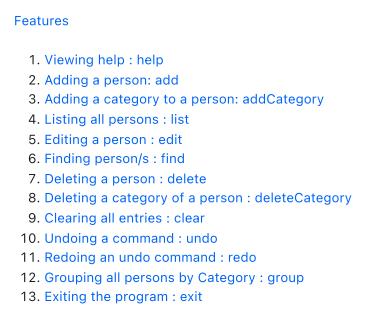 Features
1. Viewing help : help
2. Adding a person: add
3. Adding a category to a person: addCategory
4. Listing all persons : list
5. Editing a person : edit
6. Finding person/s : find
7. Deleting a person : delete
8. Deleting a category of a person : deleteCategory
9. Clearing all entries : clear
10. Undoing a command : undo
11. Redoing an undo command : redo
12. Grouping all persons by Category : group
13. Exiting the program : exit